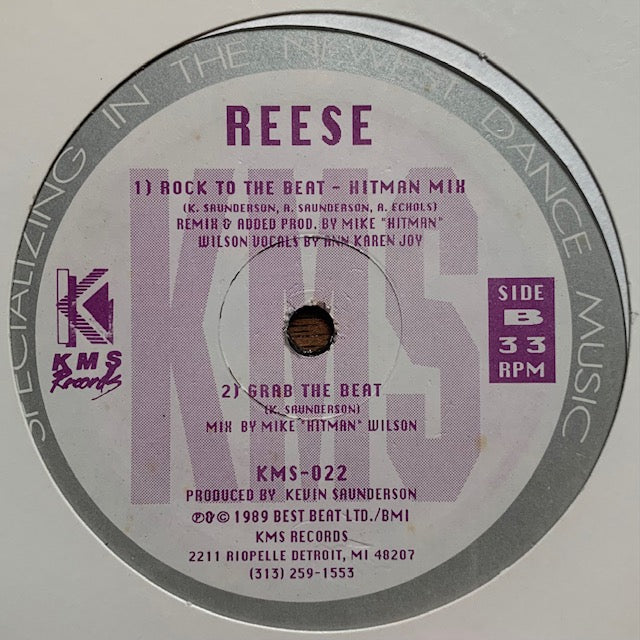 SPECIALIZING IN THE NEWEST DANCE MUSIC
REESE
KMS
1) ROCK TO THE BEAT - HITMAN MIX
(K. SAUNDERSON, A. SAUNDERSON, A. ECHOLS)
REMIX & ADDED PROD. BY MIKE "HITMAN"
WILSON VOCALS BY ANN KAREN JOY
K
KMS
Records
SIDE
B
33
RPM
2) GRAB THE BEAT
(K. SAUNDERSON)
MIX BY MIKE "HITMAN" WILSON
KMS-022
PRODUCED BY KEVIN SAUNDERSON
℗&© 1989 BEST BEAT LTD./BMI
KMS RECORDS
2211 RIOPELLE DETROIT, MI 48207
(313) 259-1553